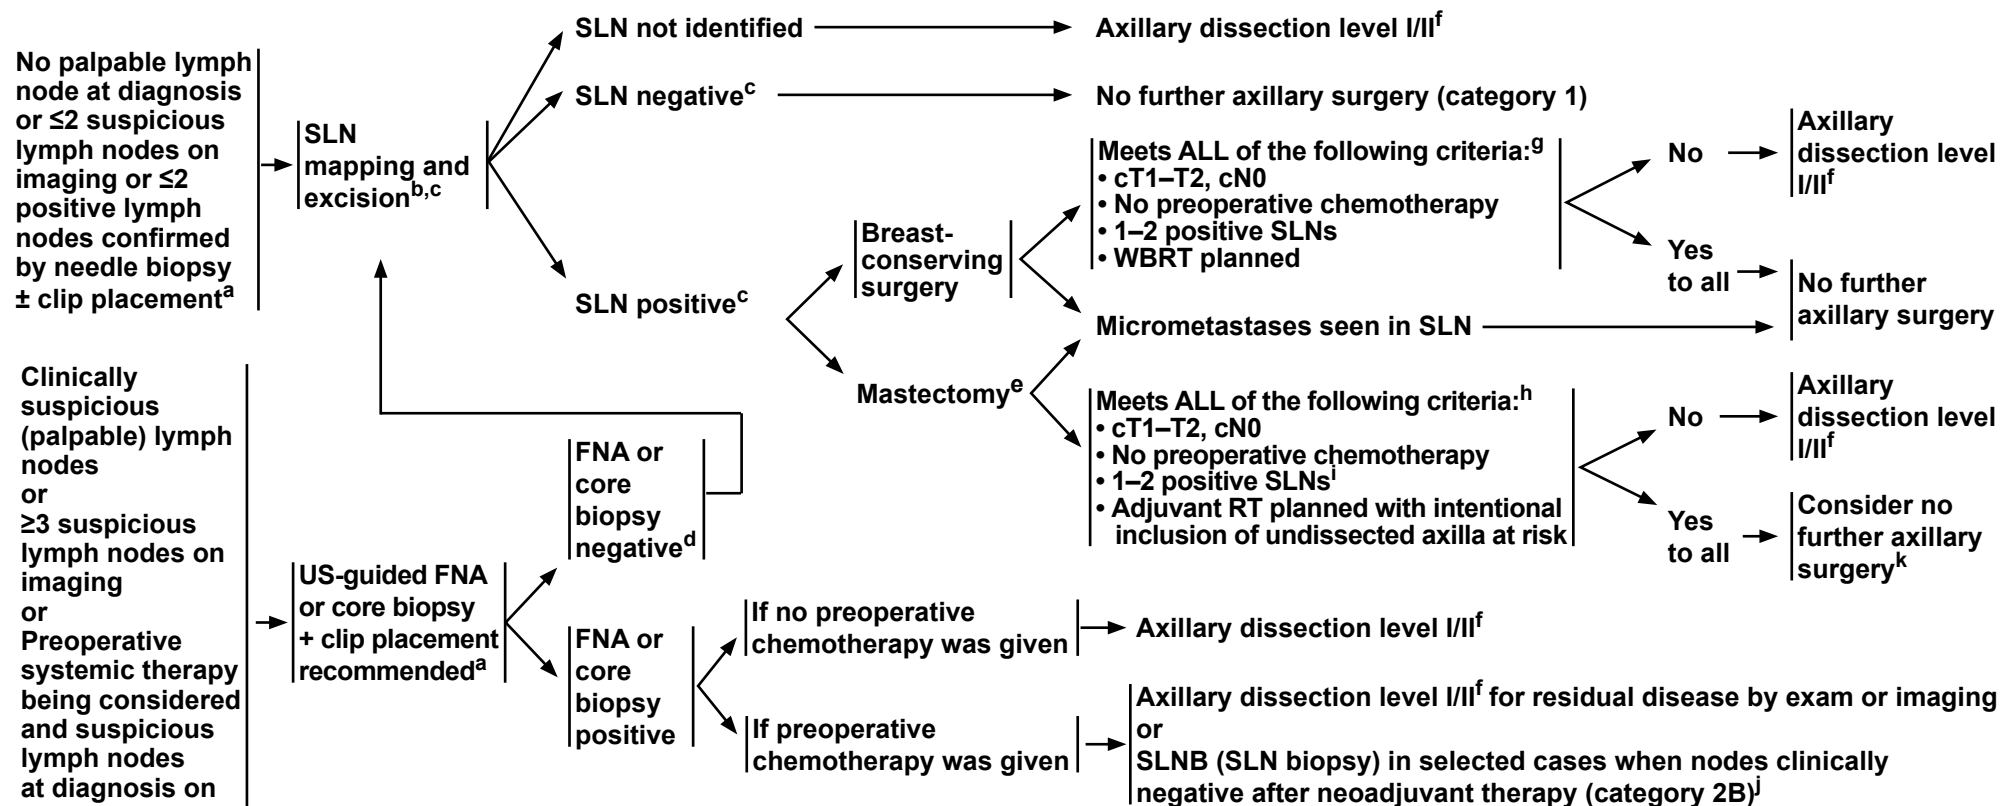 No palpable lymph
node at diagnosis
or ≤2 suspicious
lymph nodes on
imaging or ≤2
positive lymph
nodes confirmed
by needle biopsy
± clip placementᵃ
SLN
mapping and
excisionᵇ,ᶜ
SLN not identified
Axillary dissection level I/IIᶠ
SLN negativeᶜ
No further axillary surgery (category 1)
SLN positiveᶜ
Breast-
conserving
surgery
Meets ALL of the following criteria:ᵍ
• cT1–T2, cN0
• No preoperative chemotherapy
• 1–2 positive SLNs
• WBRT planned
No
Axillary
dissection level
I/IIᶠ
Yes
to all
No further
axillary surgery
Micrometastases seen in SLN
Mastectomyᵉ
Meets ALL of the following criteria:ʰ
• cT1–T2, cN0
• No preoperative chemotherapy
• 1–2 positive SLNsⁱ
• Adjuvant RT planned with intentional
inclusion of undissected axilla at risk
No
Axillary
dissection level
I/IIᶠ
Yes
to all
Consider no
further axillary
surgeryᵏ
Clinically
suspicious
(palpable) lymph
nodes
or
≥3 suspicious
lymph nodes on
imaging
or
Preoperative
systemic therapy
being considered
and suspicious
lymph nodes
at diagnosis on
US-guided FNA
or core biopsy
+ clip placement
recommendedᵃ
FNA or
core
biopsy
negativeᵈ
FNA or
core
biopsy
positive
If no preoperative
chemotherapy was given
Axillary dissection level I/IIᶠ
If preoperative
chemotherapy was given
Axillary dissection level I/IIᶠ for residual disease by exam or imaging
or
SLNB (SLN biopsy) in selected cases when nodes clinically
negative after neoadjuvant therapy (category 2B)ʲ